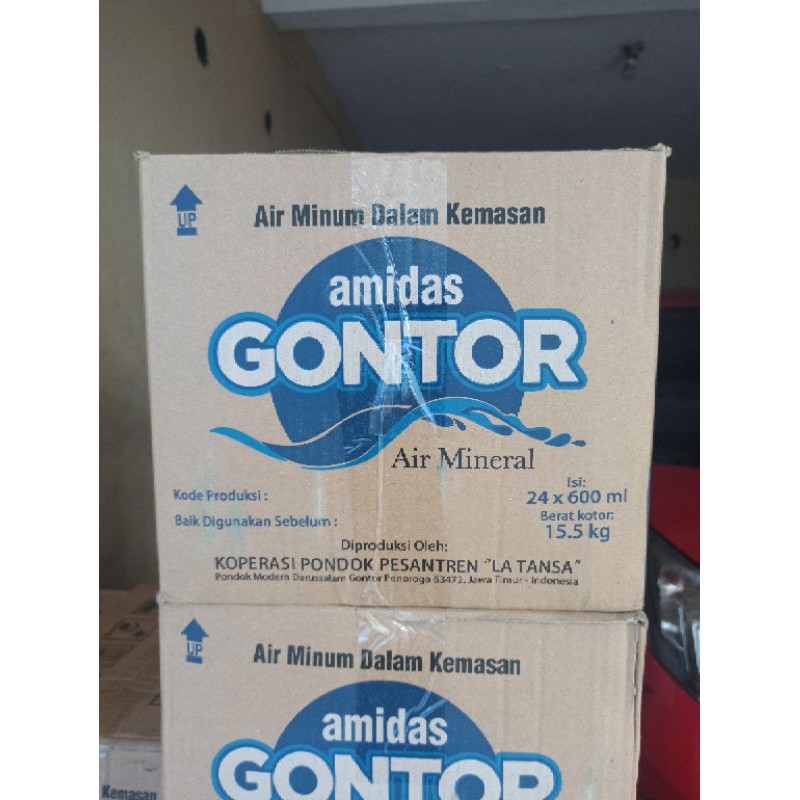 UP
Air Minum Dalam Kemasan
amidas
GONTOR
Air Mineral
Kode Produksi :
Baik Digunakan Sebelum :
Isi:
24 x 600 ml
Berat kotor:
15.5 kg
Diproduksi Oleh:
KOPERASI PONDOK PESANTREN "LA TANSA"
Pondok Modern Darussalam Gontor Ponorogo 63472, Jawa Timur - Indonesia
UP
Air Minum Dalam Kemasan
amidas
GONTOR
Kemasan